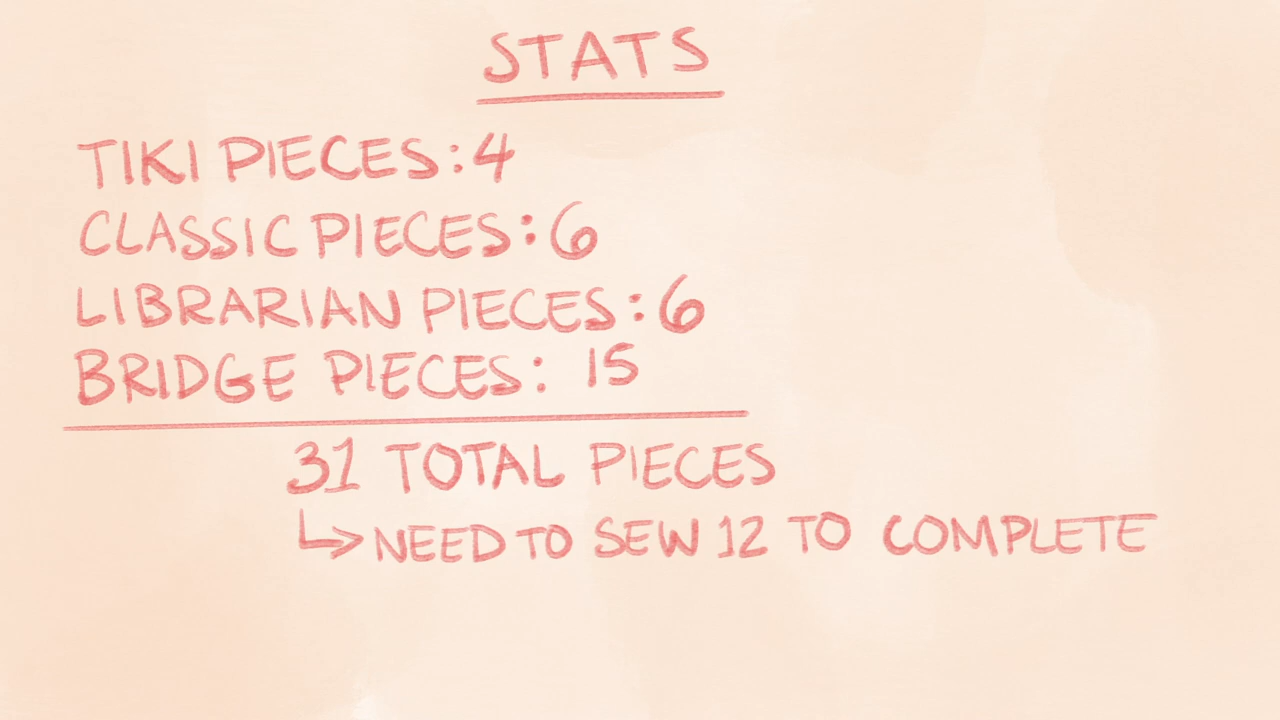 STATS
TIKI PIECES: 4
CLASSIC PIECES: 6
LIBRARIAN PIECES: 6
BRIDGE PIECES: 15
31 TOTAL PIECES
↳ NEED TO SEW 12 TO COMPLETE